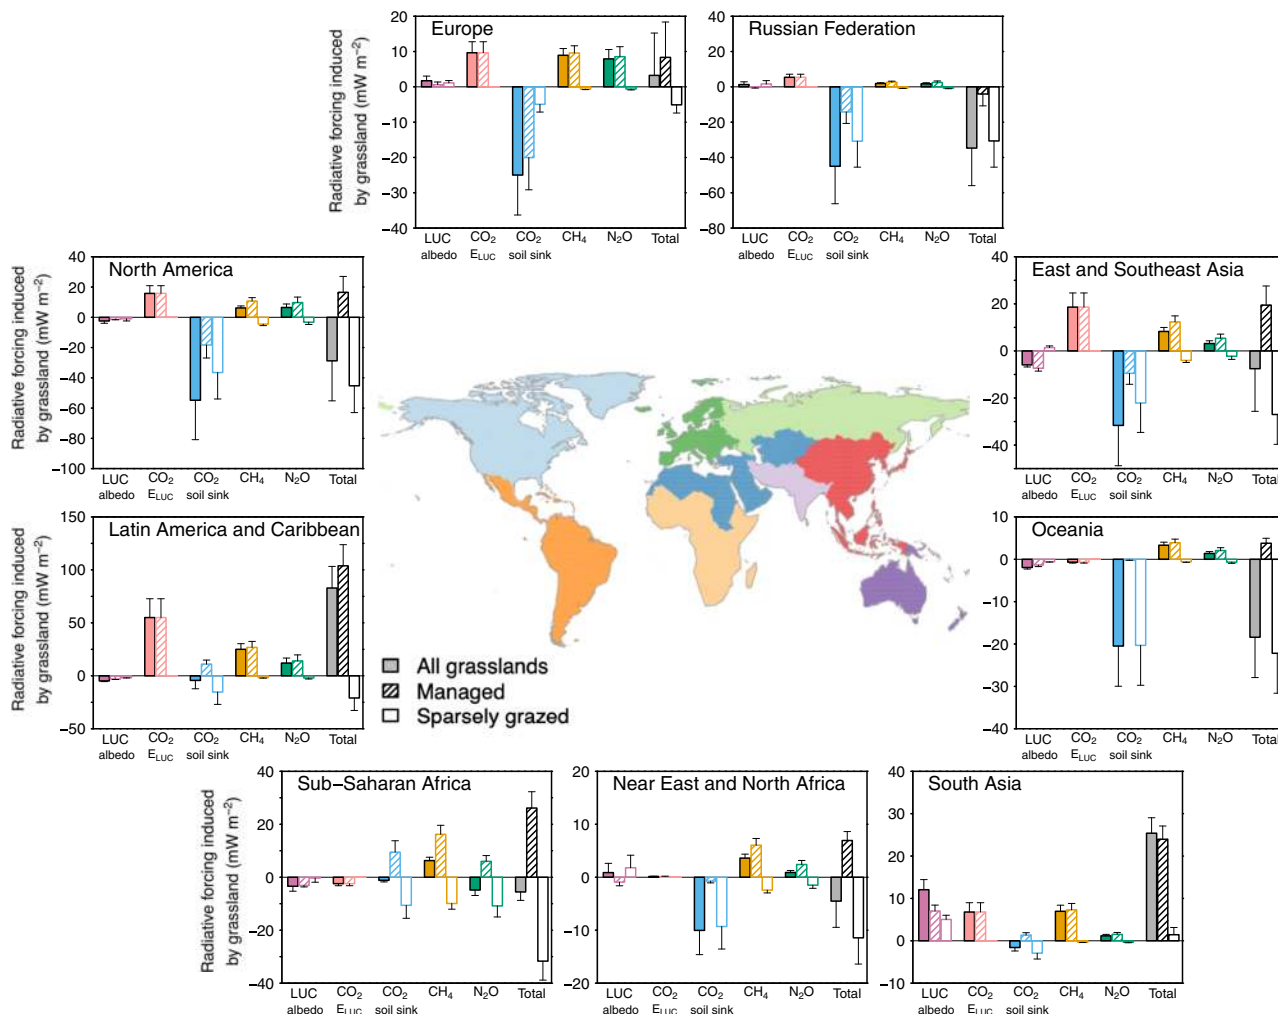 Radiative forcing induced
by grassland (mW m⁻²)
Europe
20
10
0
−10
−20
−30
−40
LUC
albedo
CO₂
E_LUC
CO₂
soil sink
CH₄
N₂O
Total
Russian Federation
40
20
0
−20
−40
−60
−80
LUC
albedo
CO₂
E_LUC
CO₂
soil sink
CH₄
N₂O
Total
Radiative forcing induced
by grassland (mW m⁻²)
North America
40
20
0
−20
−40
−60
−80
−100
LUC
albedo
CO₂
E_LUC
CO₂
soil sink
CH₄
N₂O
Total
East and Southeast Asia
40
20
0
−20
−40
LUC
albedo
CO₂
E_LUC
CO₂
soil sink
CH₄
N₂O
Total
Radiative forcing induced
by grassland (mW m⁻²)
Latin America and Caribbean
150
100
50
0
−50
LUC
albedo
CO₂
E_LUC
CO₂
soil sink
CH₄
N₂O
Total
All grasslands
Managed
Sparsely grazed
Oceania
10
0
−10
−20
−30
−40
LUC
albedo
CO₂
E_LUC
CO₂
soil sink
CH₄
N₂O
Total
Radiative forcing induced
by grassland (mW m⁻²)
Sub−Saharan Africa
40
20
0
−20
−40
LUC
albedo
CO₂
E_LUC
CO₂
soil sink
CH₄
N₂O
Total
Near East and North Africa
20
10
0
−10
−20
LUC
albedo
CO₂
E_LUC
CO₂
soil sink
CH₄
N₂O
Total
South Asia
40
30
20
10
0
−10
LUC
albedo
CO₂
E_LUC
CO₂
soil sink
CH₄
N₂O
Total